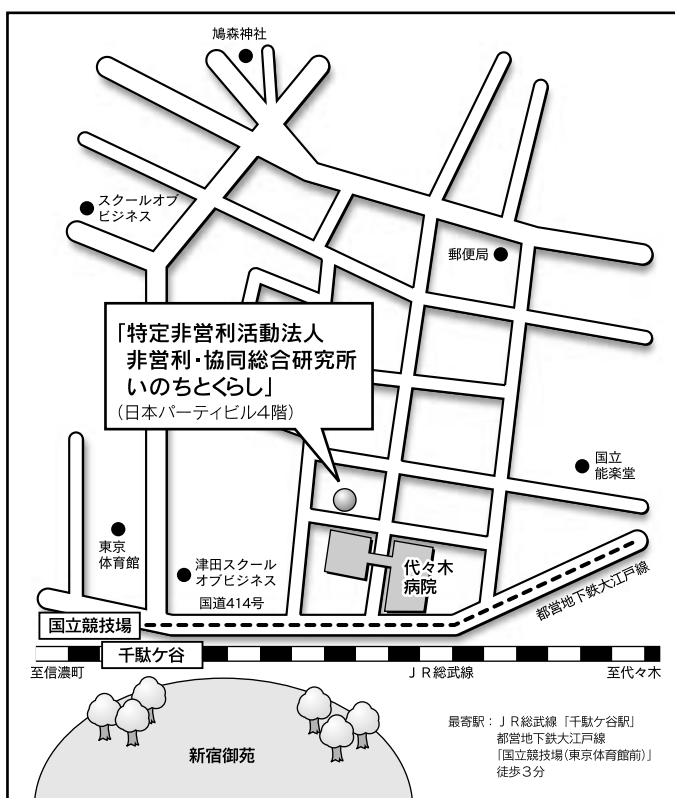 鳩森神社
スクールオブ
ビジネス
郵便局
「特定非営利活動法人
非営利・協同総合研究所
いのちとくらし」
(日本パーティビル4階)
国立
能楽堂
東京
体育館
津田スクール
オブビジネス
代々木
病院
国道414号
都営地下鉄大江戸線
国立競技場
千駄ケ谷
至信濃町
JR総武線
至代々木
新宿御苑
最寄駅:JR総武線「千駄ケ谷駅」
都営地下鉄大江戸線
「国立競技場(東京体育館前)」
徒歩3分